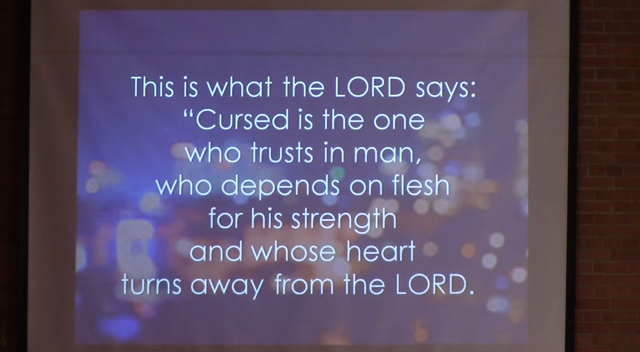 This is what the LORD says:
“Cursed is the one
who trusts in man,
who depends on flesh
for his strength
and whose heart
turns away from the LORD.